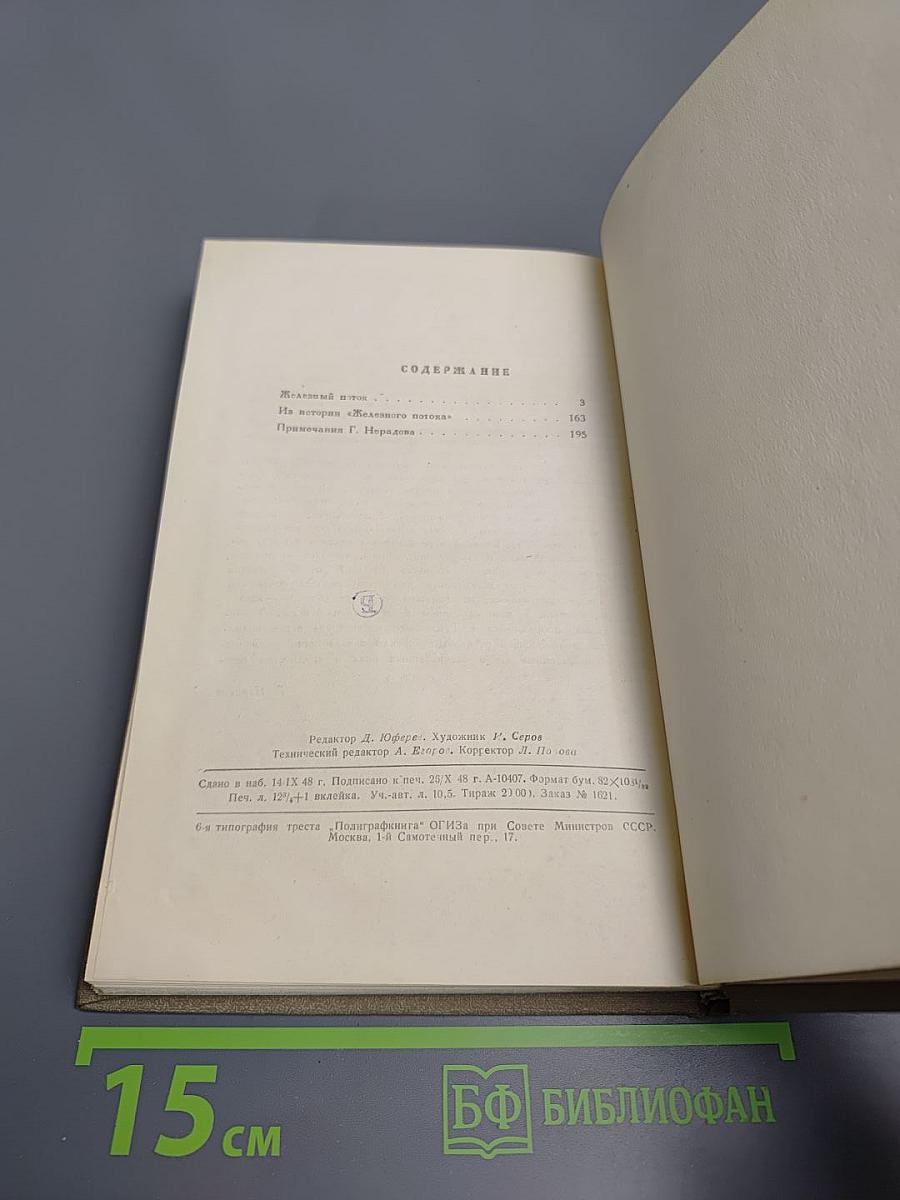 СОДЕРЖАНИЕ
Железный поток . . . . . . . . . . . . . . . . 3
Из истории «Железного потока» . . . . . . . . . 163
Примечания Г. Нерадова . . . . . . . . . . . . . 195
Редактор Д. Юферев. Художник И. Серов
Технический редактор А. Егоров. Корректор Л. Попова
Сдано в наб. 14/IX 48 г. Подписано к печ. 26/X 48 г. А-10407. Формат бум. 82×103¹/₃₂
Печ. л. 12³/₄+1 вклейка. Уч.-авт. л. 10,5. Тираж Заказ № 1621.
6-я типография треста „Полиграфкнига" ОГИЗа при Совете Министров СССР.
Москва, 1-й Самотечный пер., 17.
15 см
БФ БИБЛИОФАН